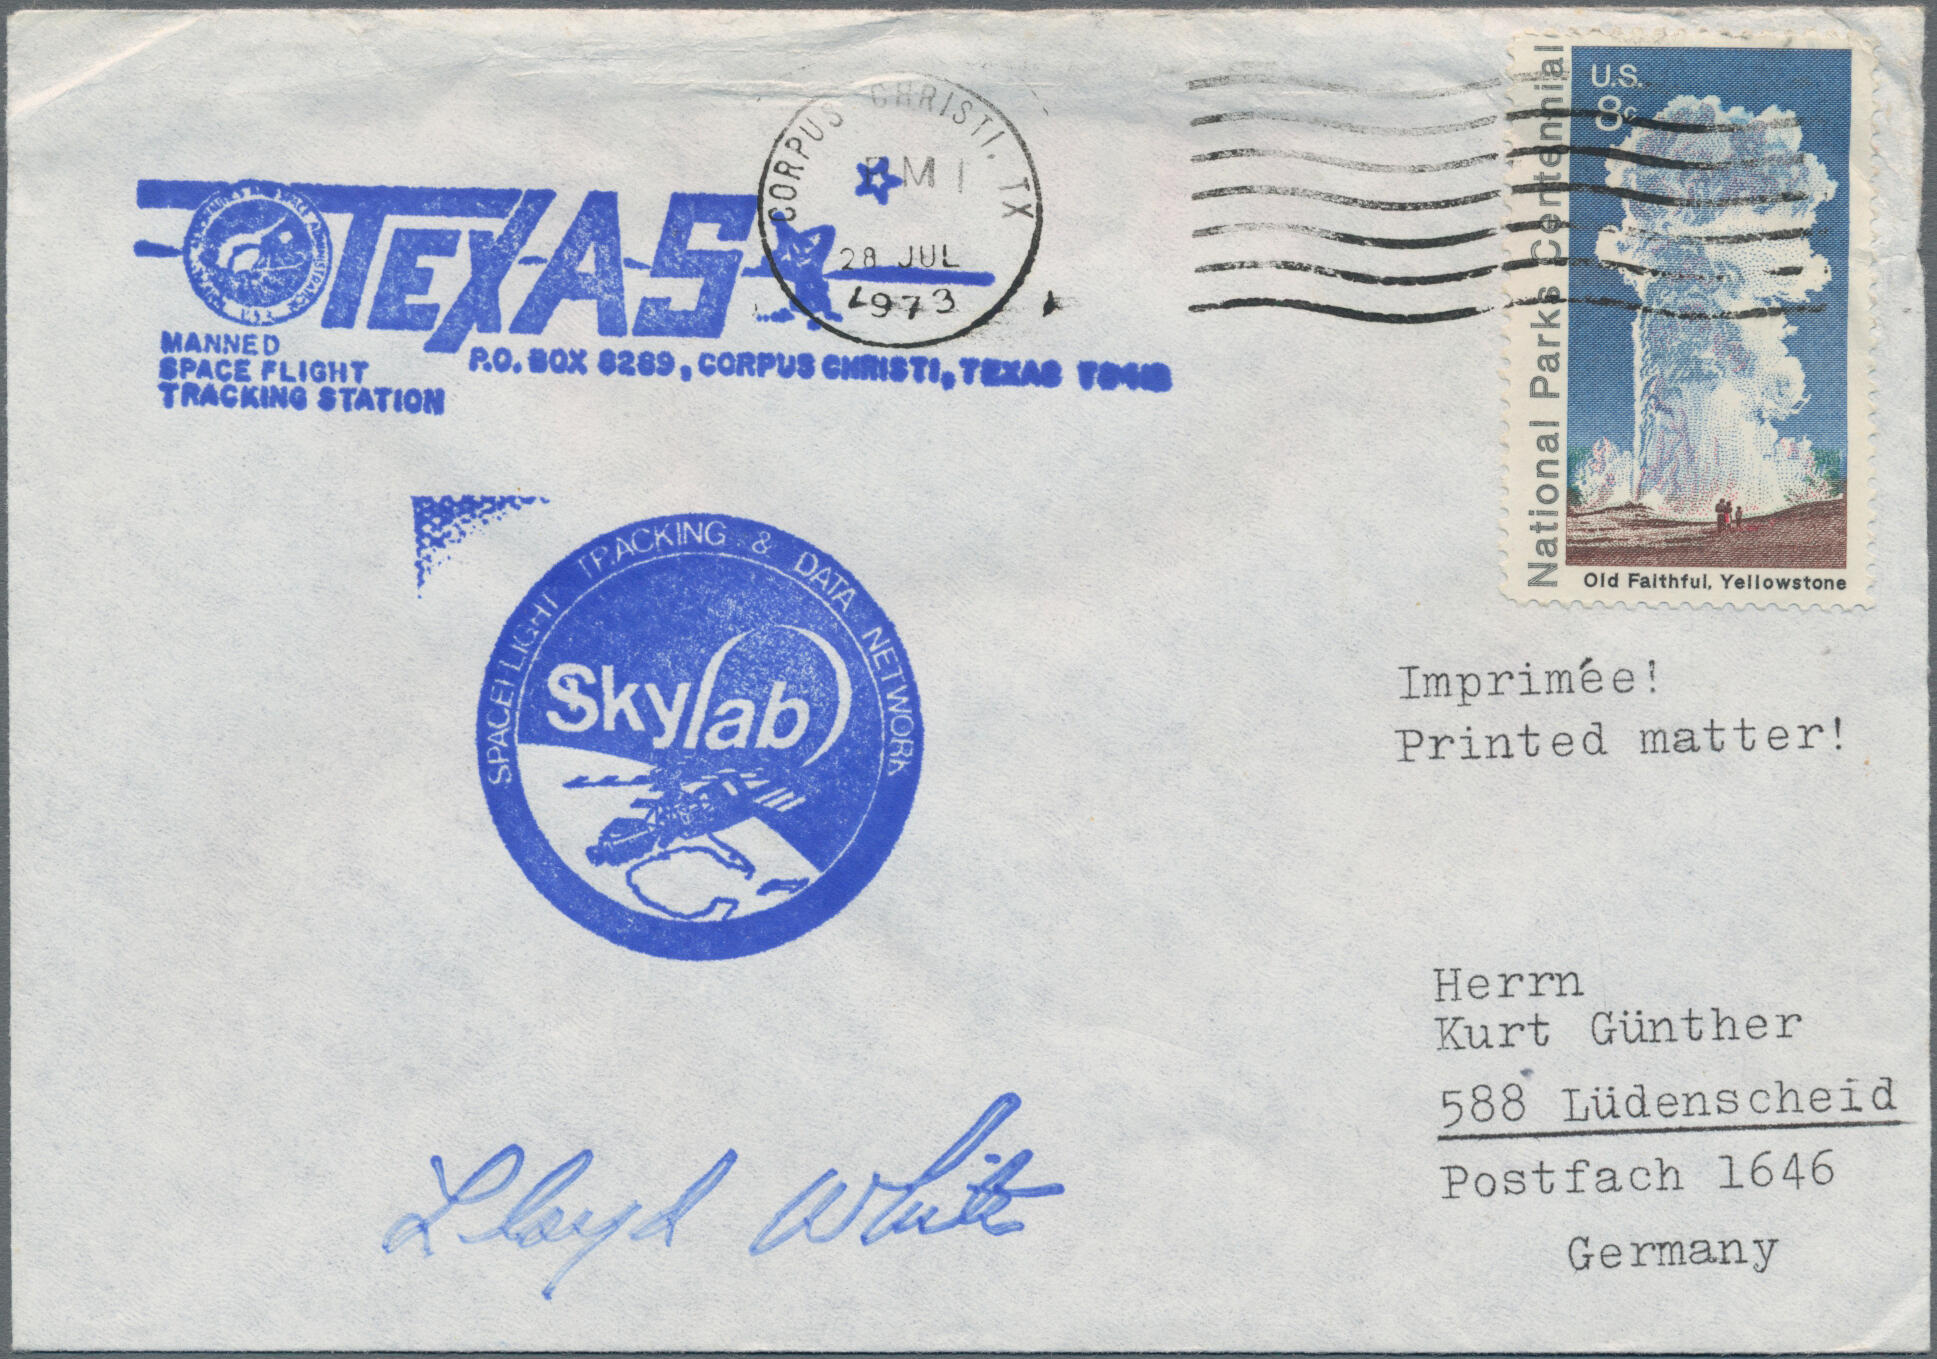 CORPUS CHRISTI, TX
PM
28 JUL
1973
National Parks Centennial
U.S.
8c
Old Faithful, Yellowstone
TEXAS
MANNED
SPACE FLIGHT
TRACKING STATION
P.O. BOX 8289, CORPUS CHRISTI, TEXAS
SPACEFLIGHT TRACKING & DATA NETWORK
Skylab
Imprimée!
Printed matter!
Herrn
Kurt Günther
588 Lüdenscheid
Postfach 1646
Germany
Lloyd White